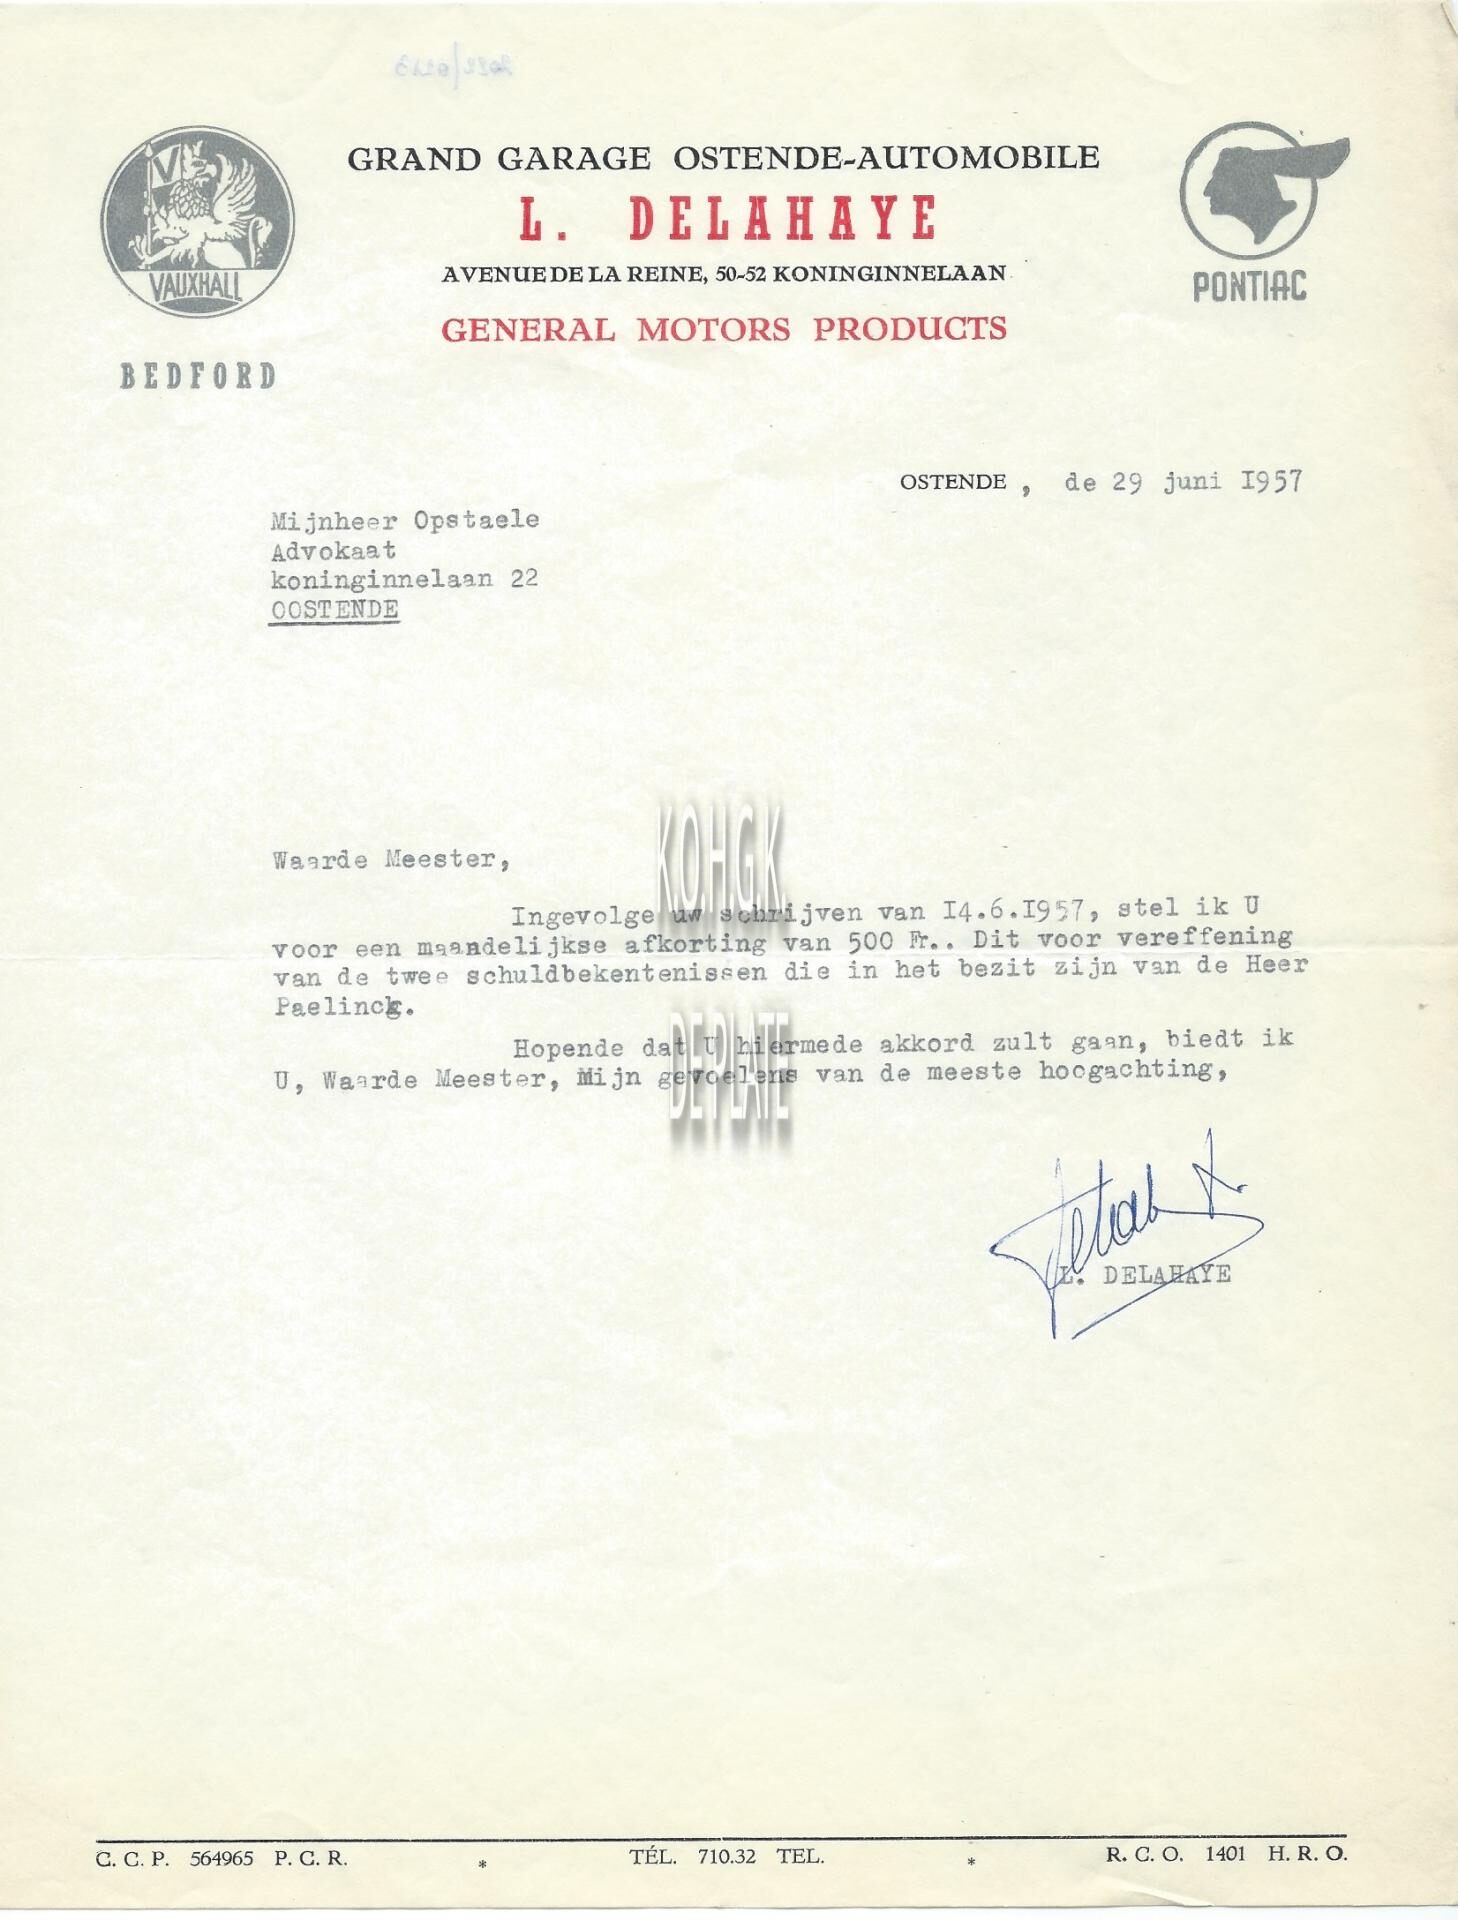 GRAND GARAGE OSTENDE-AUTOMOBILE
L. DELAHAYE
AVENUE DE LA REINE, 50-52 KONINGINNELAAN
GENERAL MOTORS PRODUCTS
V
VAUXHALL
BEDFORD
PONTIAC
OSTENDE, de 29 juni I957
Mijnheer Opstaele
Advokaat
koninginnelaan 22
OOSTENDE
K.O.H.G.K.
DE PLATE
Waarde Meester,
Ingevolge uw schrijven van I4.6.I957, stel ik U
voor een maandelijkse afkorting van 500 Fr.. Dit voor vereffening
van de twee schuldbekentenissen die in het bezit zijn van de Heer
Paelinck.
Hopende dat U hiermede akkord zult gaan, biedt ik
U, Waarde Meester, Mijn gevoelens van de meeste hoogachting,
L. DELAHAYE
C. C. P. 564965 P. C. R. * TÉL. 710.32 TEL. * R. C. O. 1401 H. R. O.